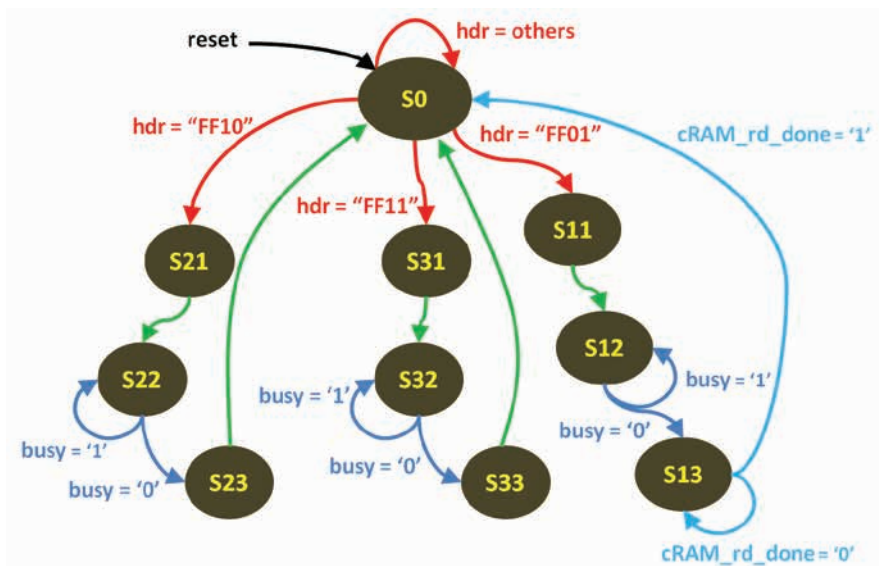 hdr = others
reset
S0
hdr = “FF10”
hdr = “FF01”
cRAM_rd_done = ‘1’
hdr = “FF11”
S11
S21
S31
S12
S22
S32
busy = ‘1’
busy = ‘1’
busy = ‘0’
busy = ‘1’
busy = ‘0’
busy = ‘0’
S23
S33
S13
cRAM_rd_done = ‘0’